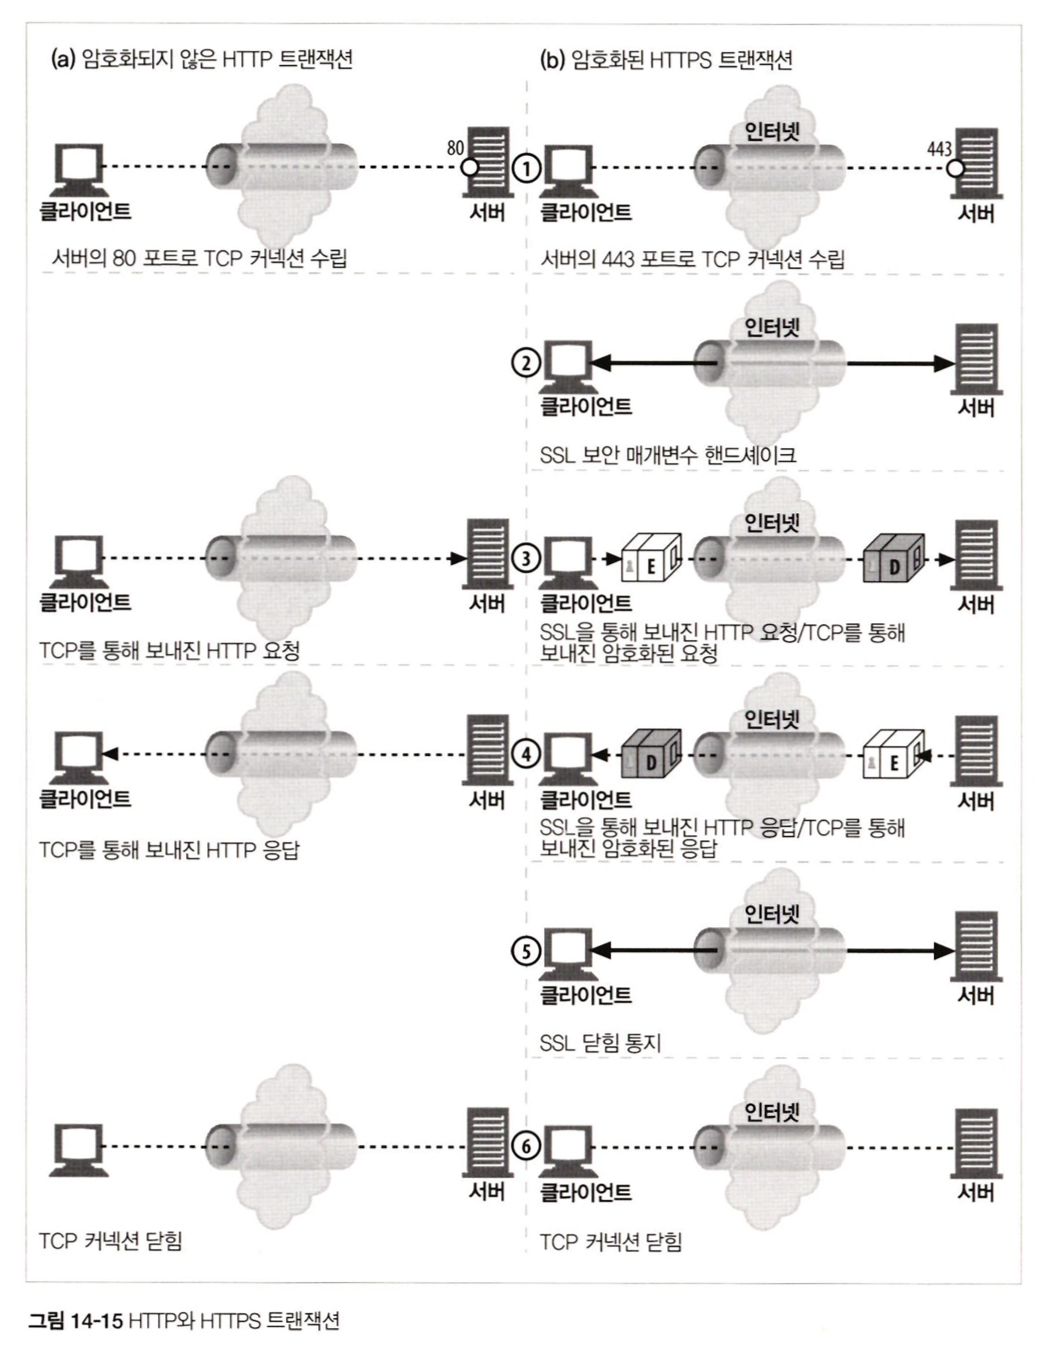 (a) 암호화되지 않은 HTTP 트랜잭션
(b) 암호화된 HTTPS 트랜잭션
80
클라이언트
서버
서버의 80 포트로 TCP 커넥션 수립
1
인터넷
443
클라이언트
서버
서버의 443 포트로 TCP 커넥션 수립
2
인터넷
클라이언트
서버
SSL 보안 매개변수 핸드셰이크
클라이언트
서버
TCP를 통해 보내진 HTTP 요청
3
인터넷
E
D
클라이언트
서버
SSL을 통해 보내진 HTTP 요청/TCP를 통해
보내진 암호화된 요청
클라이언트
서버
TCP를 통해 보내진 HTTP 응답
4
인터넷
D
E
클라이언트
서버
SSL을 통해 보내진 HTTP 응답/TCP를 통해
보내진 암호화된 응답
5
인터넷
클라이언트
서버
SSL 닫힘 통지
서버
TCP 커넥션 닫힘
6
인터넷
클라이언트
서버
TCP 커넥션 닫힘
그림 14-15 HTTP와 HTTPS 트랜잭션